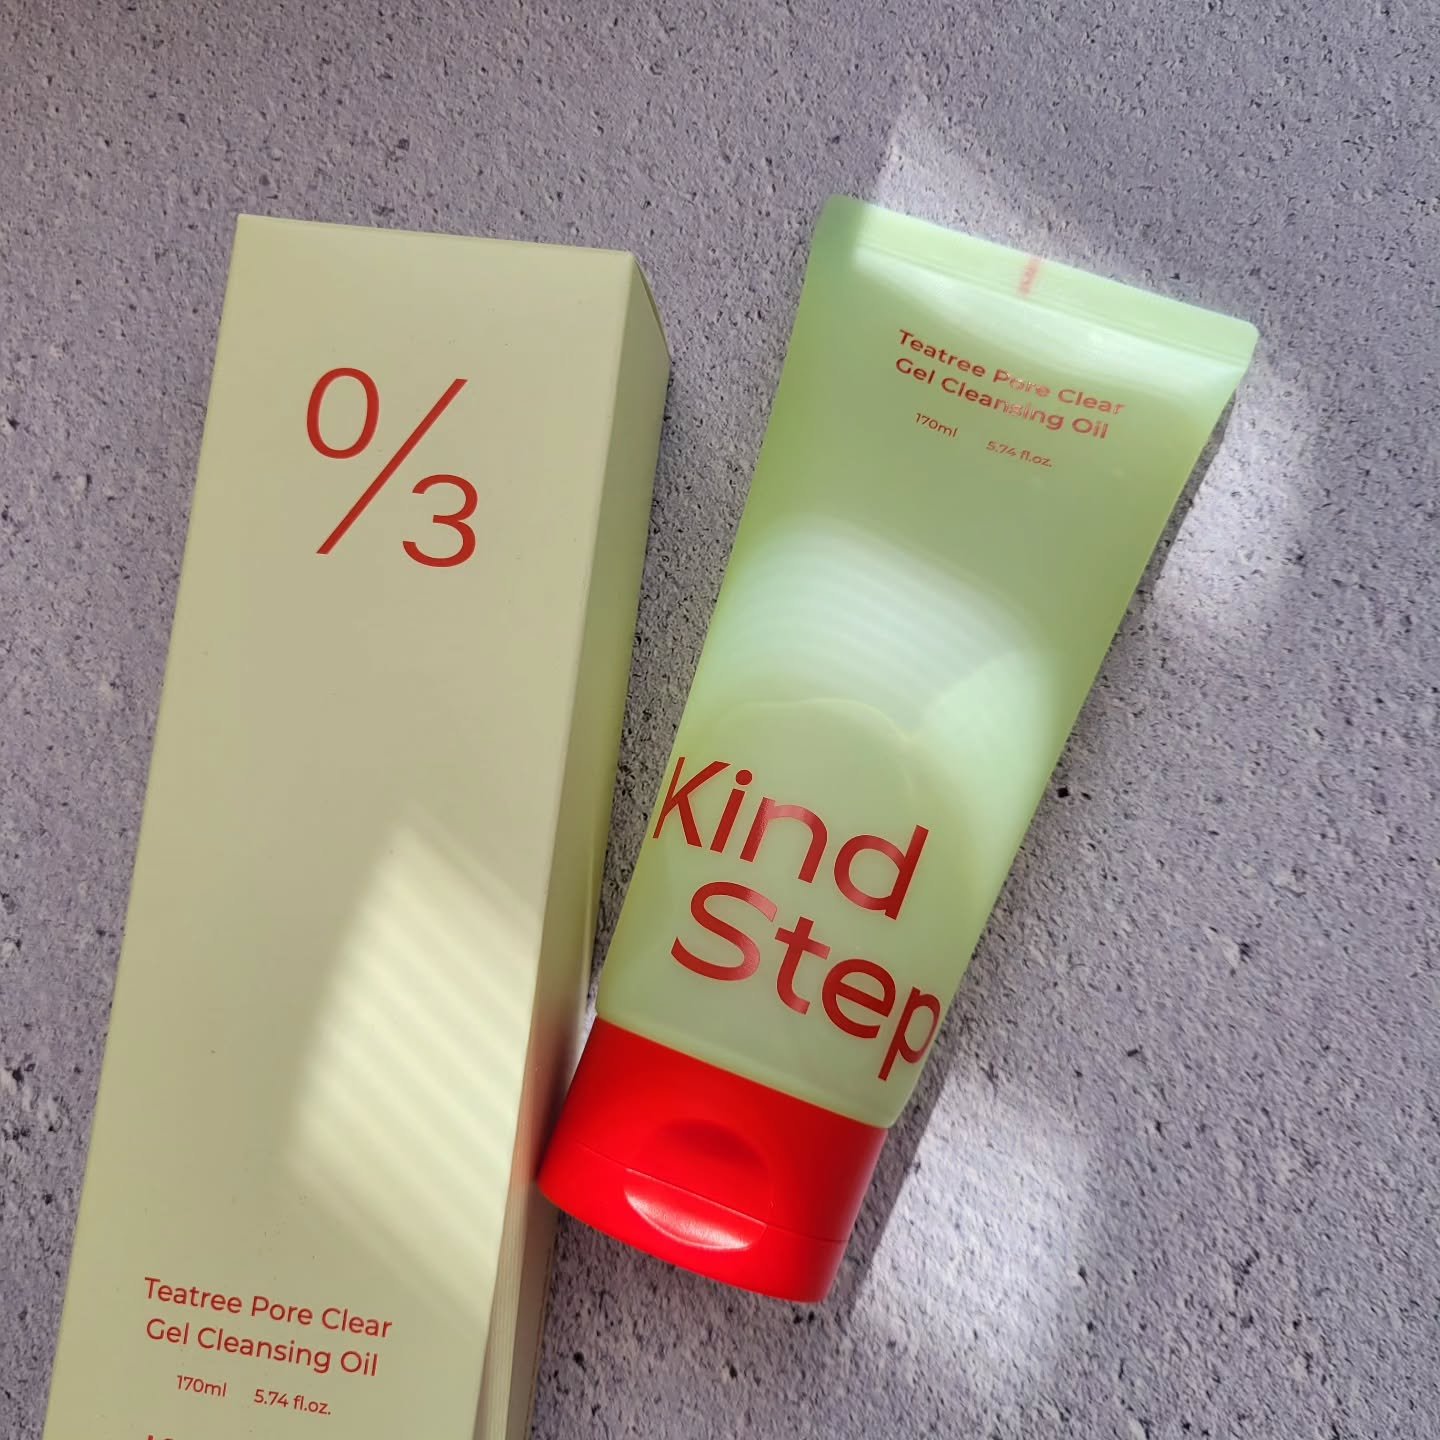 0/3
Teatree Pore Clear
Gel Cleansing Oil
170ml 5.74 fl.oz.
Teatree Pore Clear
Gel Cleansing Oil
170ml 5.74 fl.oz.
Kind
Step